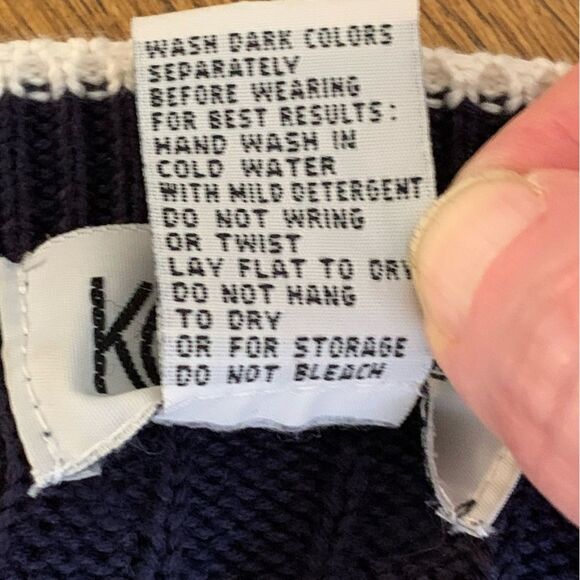 WASH DARK COLORS
SEPARATELY
BEFORE WEARING
FOR BEST RESULTS:
HAND WASH IN
COLD WATER
WITH MILD DETERGENT
DO NOT WRING
OR TWIST
LAY FLAT TO DRY
DO NOT HANG
TO DRY
OR FOR STORAGE
DO NOT BLEACH